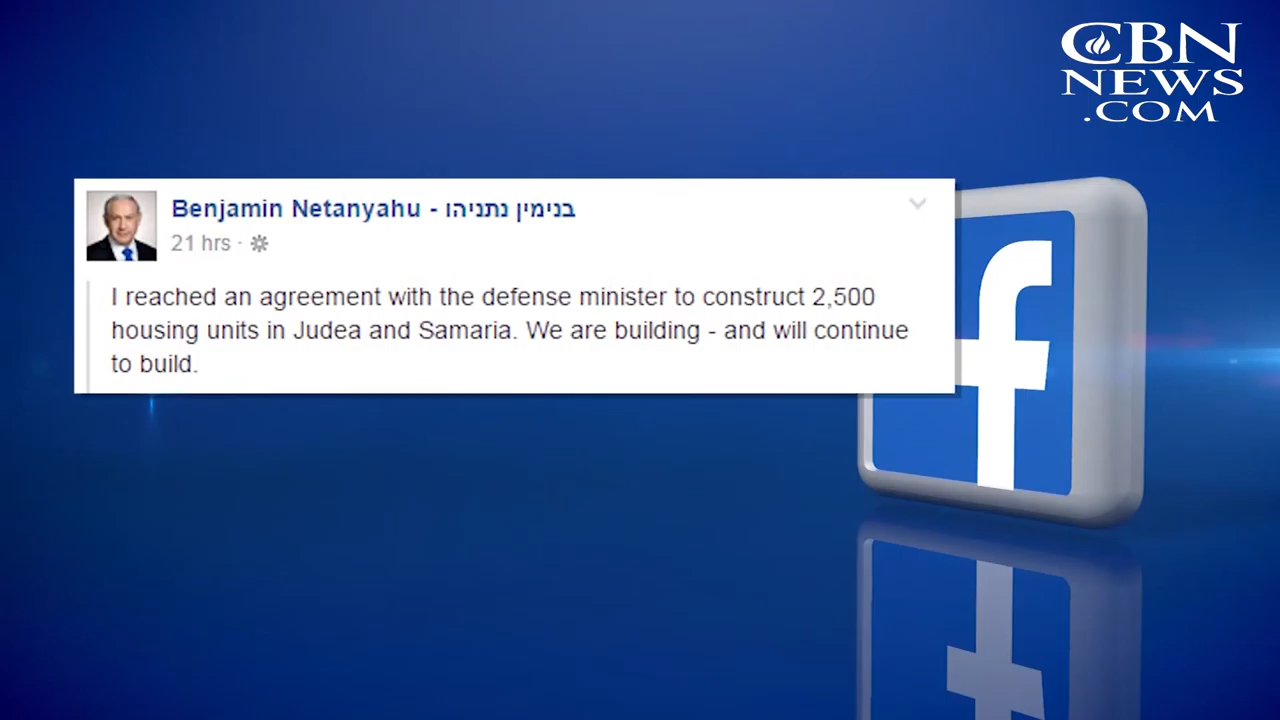 CBN
NEWS
.COM
Benjamin Netanyahu - בנימין נתניהו
21 hrs ·
I reached an agreement with the defense minister to construct 2,500
housing units in Judea and Samaria. We are building - and will continue
to build.
f